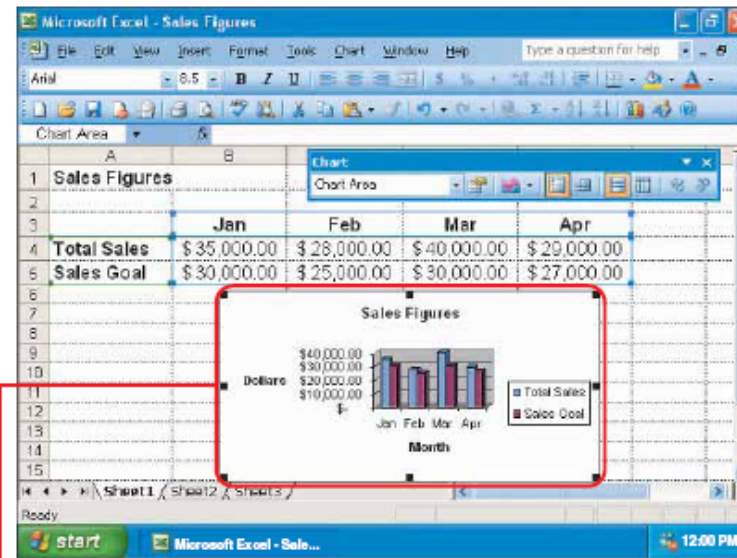 Microsoft Excel - Sales Figures
File Edit View Insert Format Tools Chart Window Help Type a question for help
Arial 8.5 B I U $ %
Chart Area fx
A B
Chart
Chart Area
1 Sales Figures
2
3 Jan Feb Mar Apr
4 Total Sales $35,000.00 $28,000.00 $40,000.00 $29,000.00
5 Sales Goal $30,000.00 $25,000.00 $30,000.00 $27,000.00
6
7
8
9
10
11
12
13
14
15
Sales Figures
$40,000.00
$30,000.00
$20,000.00
$10,000.00
$-
Dollars
Jan Feb Mar Apr
Month
Total Sales
Sales Goal
Sheet1 Sheet2 Sheet3
Ready
start Microsoft Excel - Sale... 12:00 PM